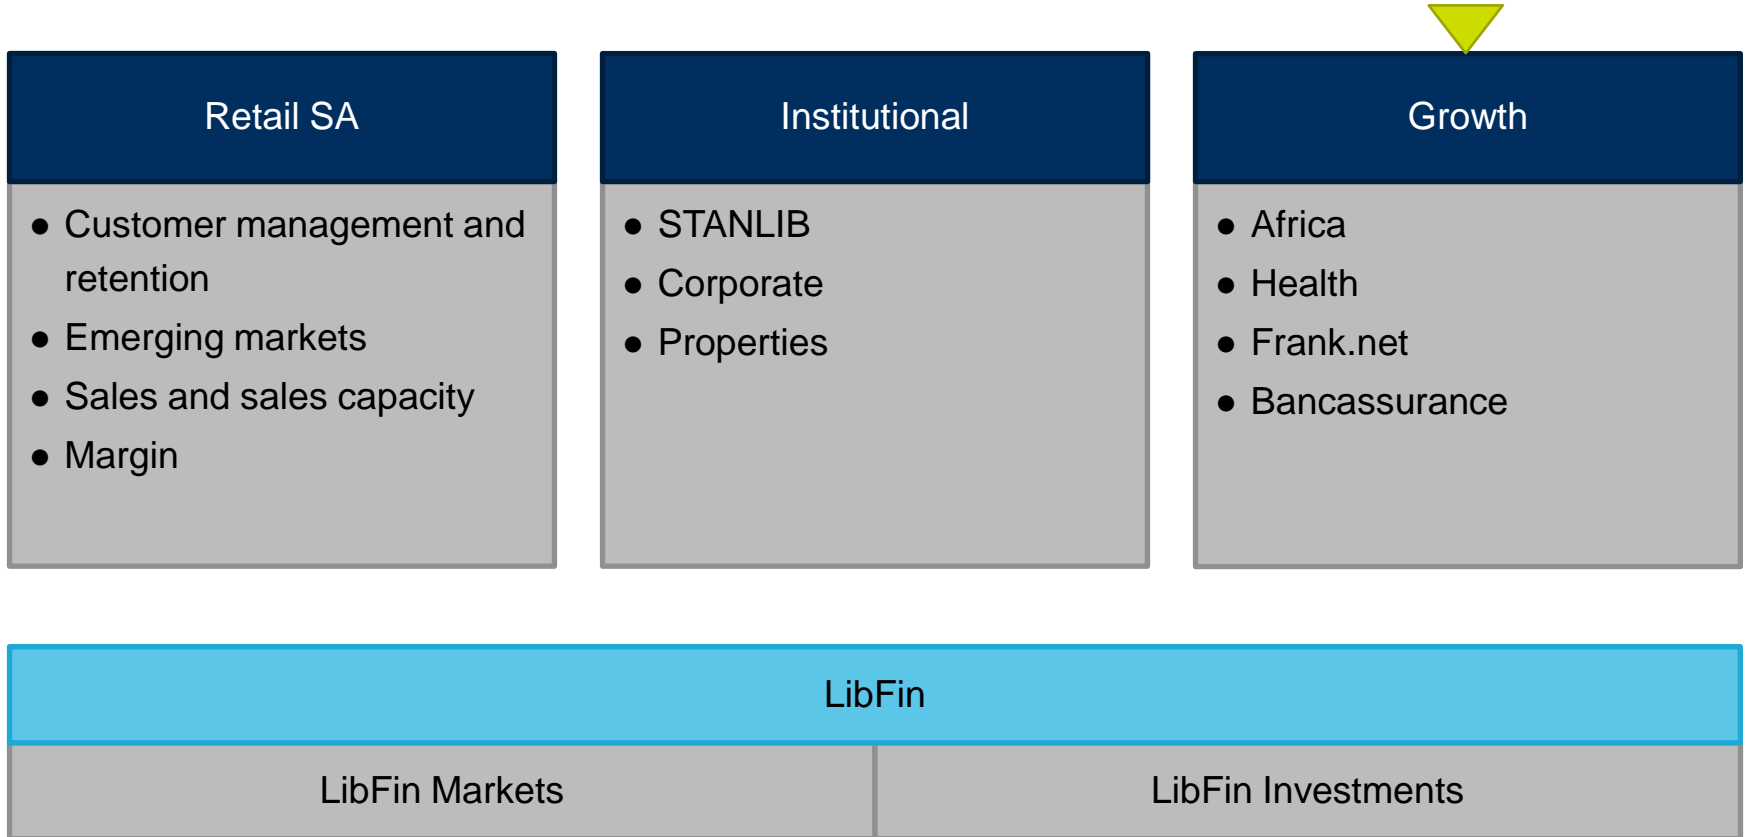 Retail SA
● Customer management and
retention
● Emerging markets
● Sales and sales capacity
● Margin
Institutional
● STANLIB
● Corporate
● Properties
Growth
● Africa
● Health
● Frank.net
● Bancassurance
LibFin
LibFin Markets
LibFin Investments